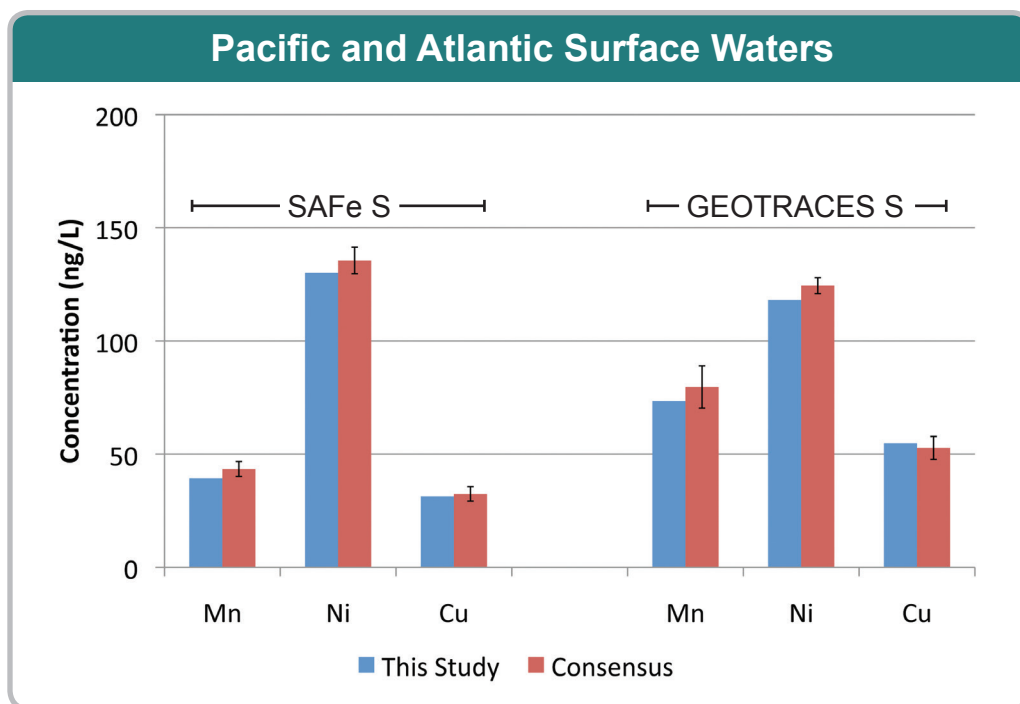 Pacific and Atlantic Surface Waters
Concentration (ng/L)
200
150
100
50
0
SAFe S
GEOTRACES S
Mn Ni Cu Mn Ni Cu
This Study Consensus